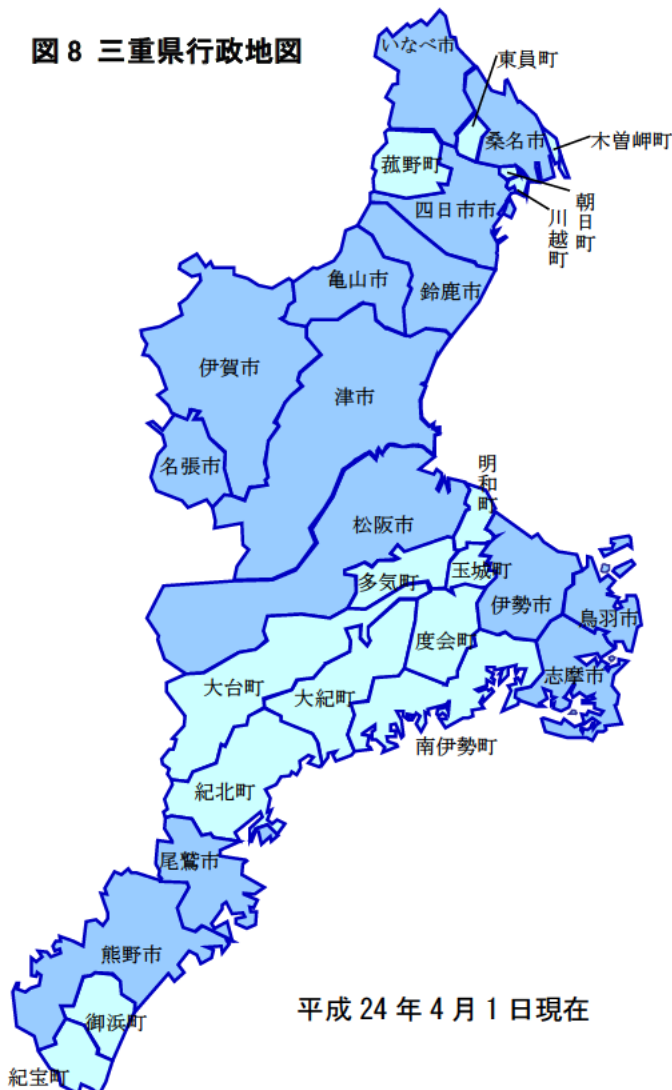 図8 三重県行政地図
いなべ市
東員町
桑名市
木曽岬町
菰野町
朝日町
四日市市
川越町
亀山市
鈴鹿市
伊賀市
津市
名張市
明和町
松阪市
多気町
玉城町
伊勢市
鳥羽市
度会町
志摩市
大台町
大紀町
南伊勢町
紀北町
尾鷲市
熊野市
御浜町
紀宝町
平成24年4月1日現在